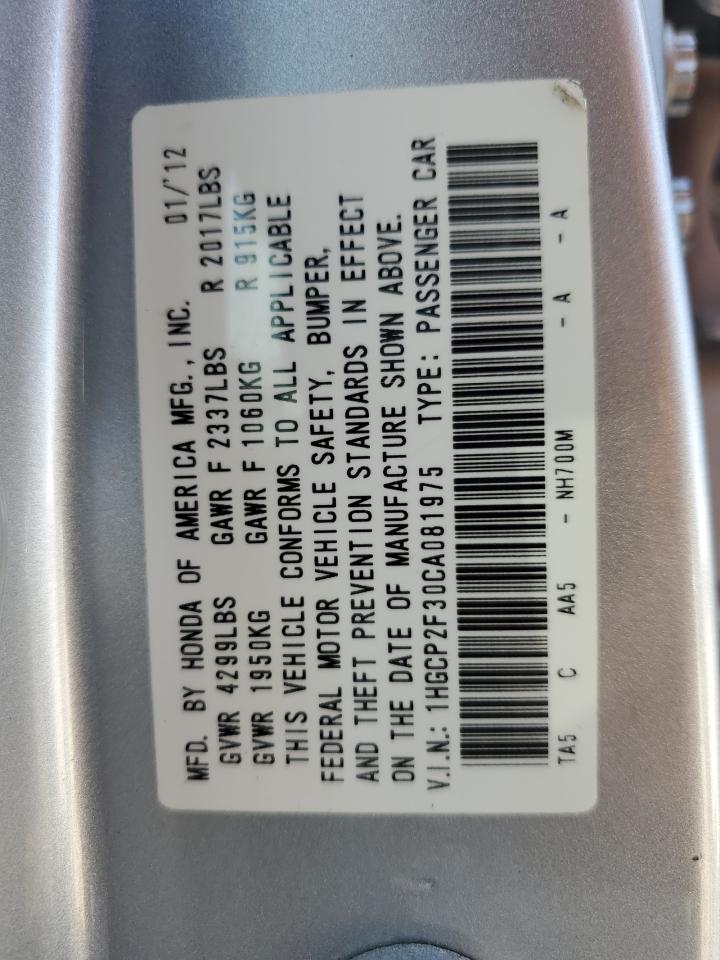 MFD. BY HONDA OF AMERICA MFG., INC. 01/'12
GVWR 4299LBS GAWR F 2337LBS R 2017LBS
GVWR 1950KG GAWR F 1060KG R 915KG
THIS VEHICLE CONFORMS TO ALL APPLICABLE
FEDERAL MOTOR VEHICLE SAFETY, BUMPER,
AND THEFT PREVENTION STANDARDS IN EFFECT
ON THE DATE OF MANUFACTURE SHOWN ABOVE.
V.I.N.: 1HGCP2F30CA081975 TYPE: PASSENGER CAR
TA5 C AA5 - NH700M - A - A